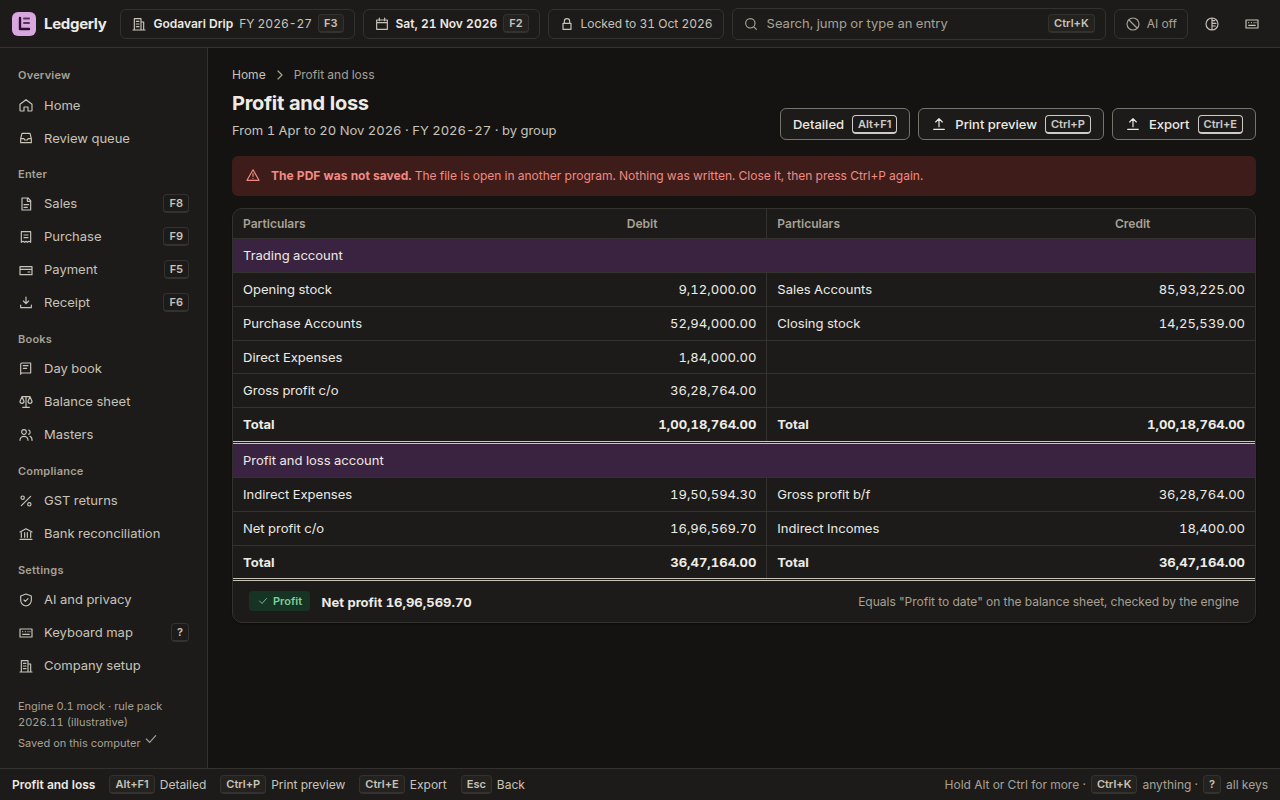 Ledgerly
Godavari Drip FY 2026-27 F3
Sat, 21 Nov 2026 F2
Locked to 31 Oct 2026
Search, jump or type an entry Ctrl+K
AI off
Overview
Home
Review queue
Enter
Sales F8
Purchase F9
Payment F5
Receipt F6
Books
Day book
Balance sheet
Masters
Compliance
GST returns
Bank reconciliation
Settings
AI and privacy
Keyboard map ?
Company setup
Engine 0.1 mock · rule pack
2026.11 (illustrative)
Saved on this computer
Home > Profit and loss
Profit and loss
From 1 Apr to 20 Nov 2026 · FY 2026-27 · by group
Detailed Alt+F1
Print preview Ctrl+P
Export Ctrl+E
The PDF was not saved. The file is open in another program. Nothing was written. Close it, then press Ctrl+P again.
Particulars Debit Particulars Credit
Trading account
Opening stock 9,12,000.00 Sales Accounts 85,93,225.00
Purchase Accounts 52,94,000.00 Closing stock 14,25,539.00
Direct Expenses 1,84,000.00
Gross profit c/o 36,28,764.00
Total 1,00,18,764.00 Total 1,00,18,764.00
Profit and loss account
Indirect Expenses 19,50,594.30 Gross profit b/f 36,28,764.00
Net profit c/o 16,96,569.70 Indirect Incomes 18,400.00
Total 36,47,164.00 Total 36,47,164.00
Profit Net profit 16,96,569.70 Equals "Profit to date" on the balance sheet, checked by the engine
Profit and loss Alt+F1 Detailed Ctrl+P Print preview Ctrl+E Export Esc Back Hold Alt or Ctrl for more · Ctrl+K anything · ? all keys